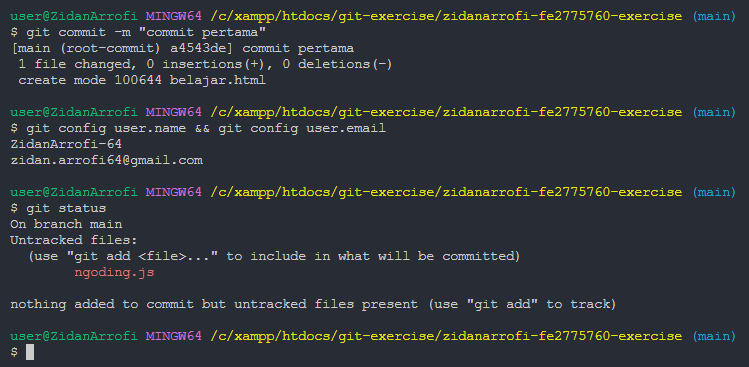 user@ZidanArrofi MINGW64 /c/xampp/htdocs/git-exercise/zidanarrofi-fe2775760-exercise (main)
$ git commit -m "commit pertama"
[main (root-commit) a4543de] commit pertama
 1 file changed, 0 insertions(+), 0 deletions(-)
 create mode 100644 belajar.html

user@ZidanArrofi MINGW64 /c/xampp/htdocs/git-exercise/zidanarrofi-fe2775760-exercise (main)
$ git config user.name && git config user.email
ZidanArrofi-64
zidan.arrofi64@gmail.com

user@ZidanArrofi MINGW64 /c/xampp/htdocs/git-exercise/zidanarrofi-fe2775760-exercise (main)
$ git status
On branch main
Untracked files:
  (use "git add <file>..." to include in what will be committed)
        ngoding.js

nothing added to commit but untracked files present (use "git add" to track)

user@ZidanArrofi MINGW64 /c/xampp/htdocs/git-exercise/zidanarrofi-fe2775760-exercise (main)
$